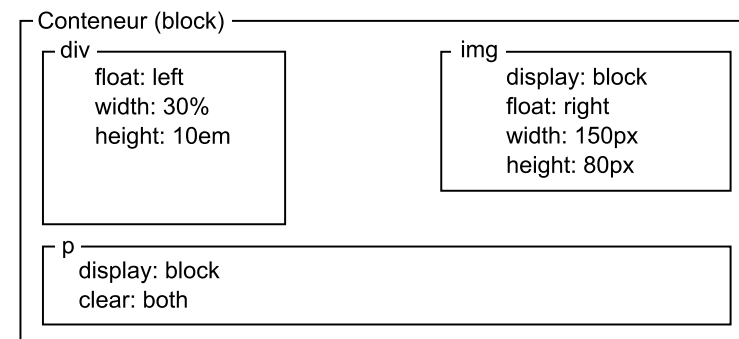 Conteneur (block)
div
float: left
width: 30%
height: 10em
img
display: block
float: right
width: 150px
height: 80px
p
display: block
clear: both